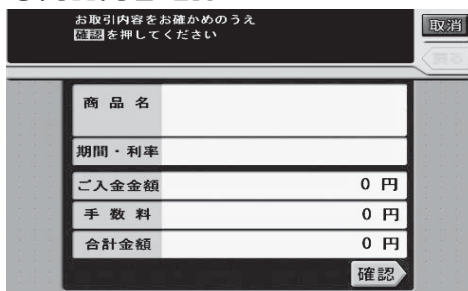 お取引内容をお確かめのうえ
確認を押してください
取消
戻る
商品名
期間・利率
ご入金金額 0 円
手数料 0 円
合計金額 0 円
確認